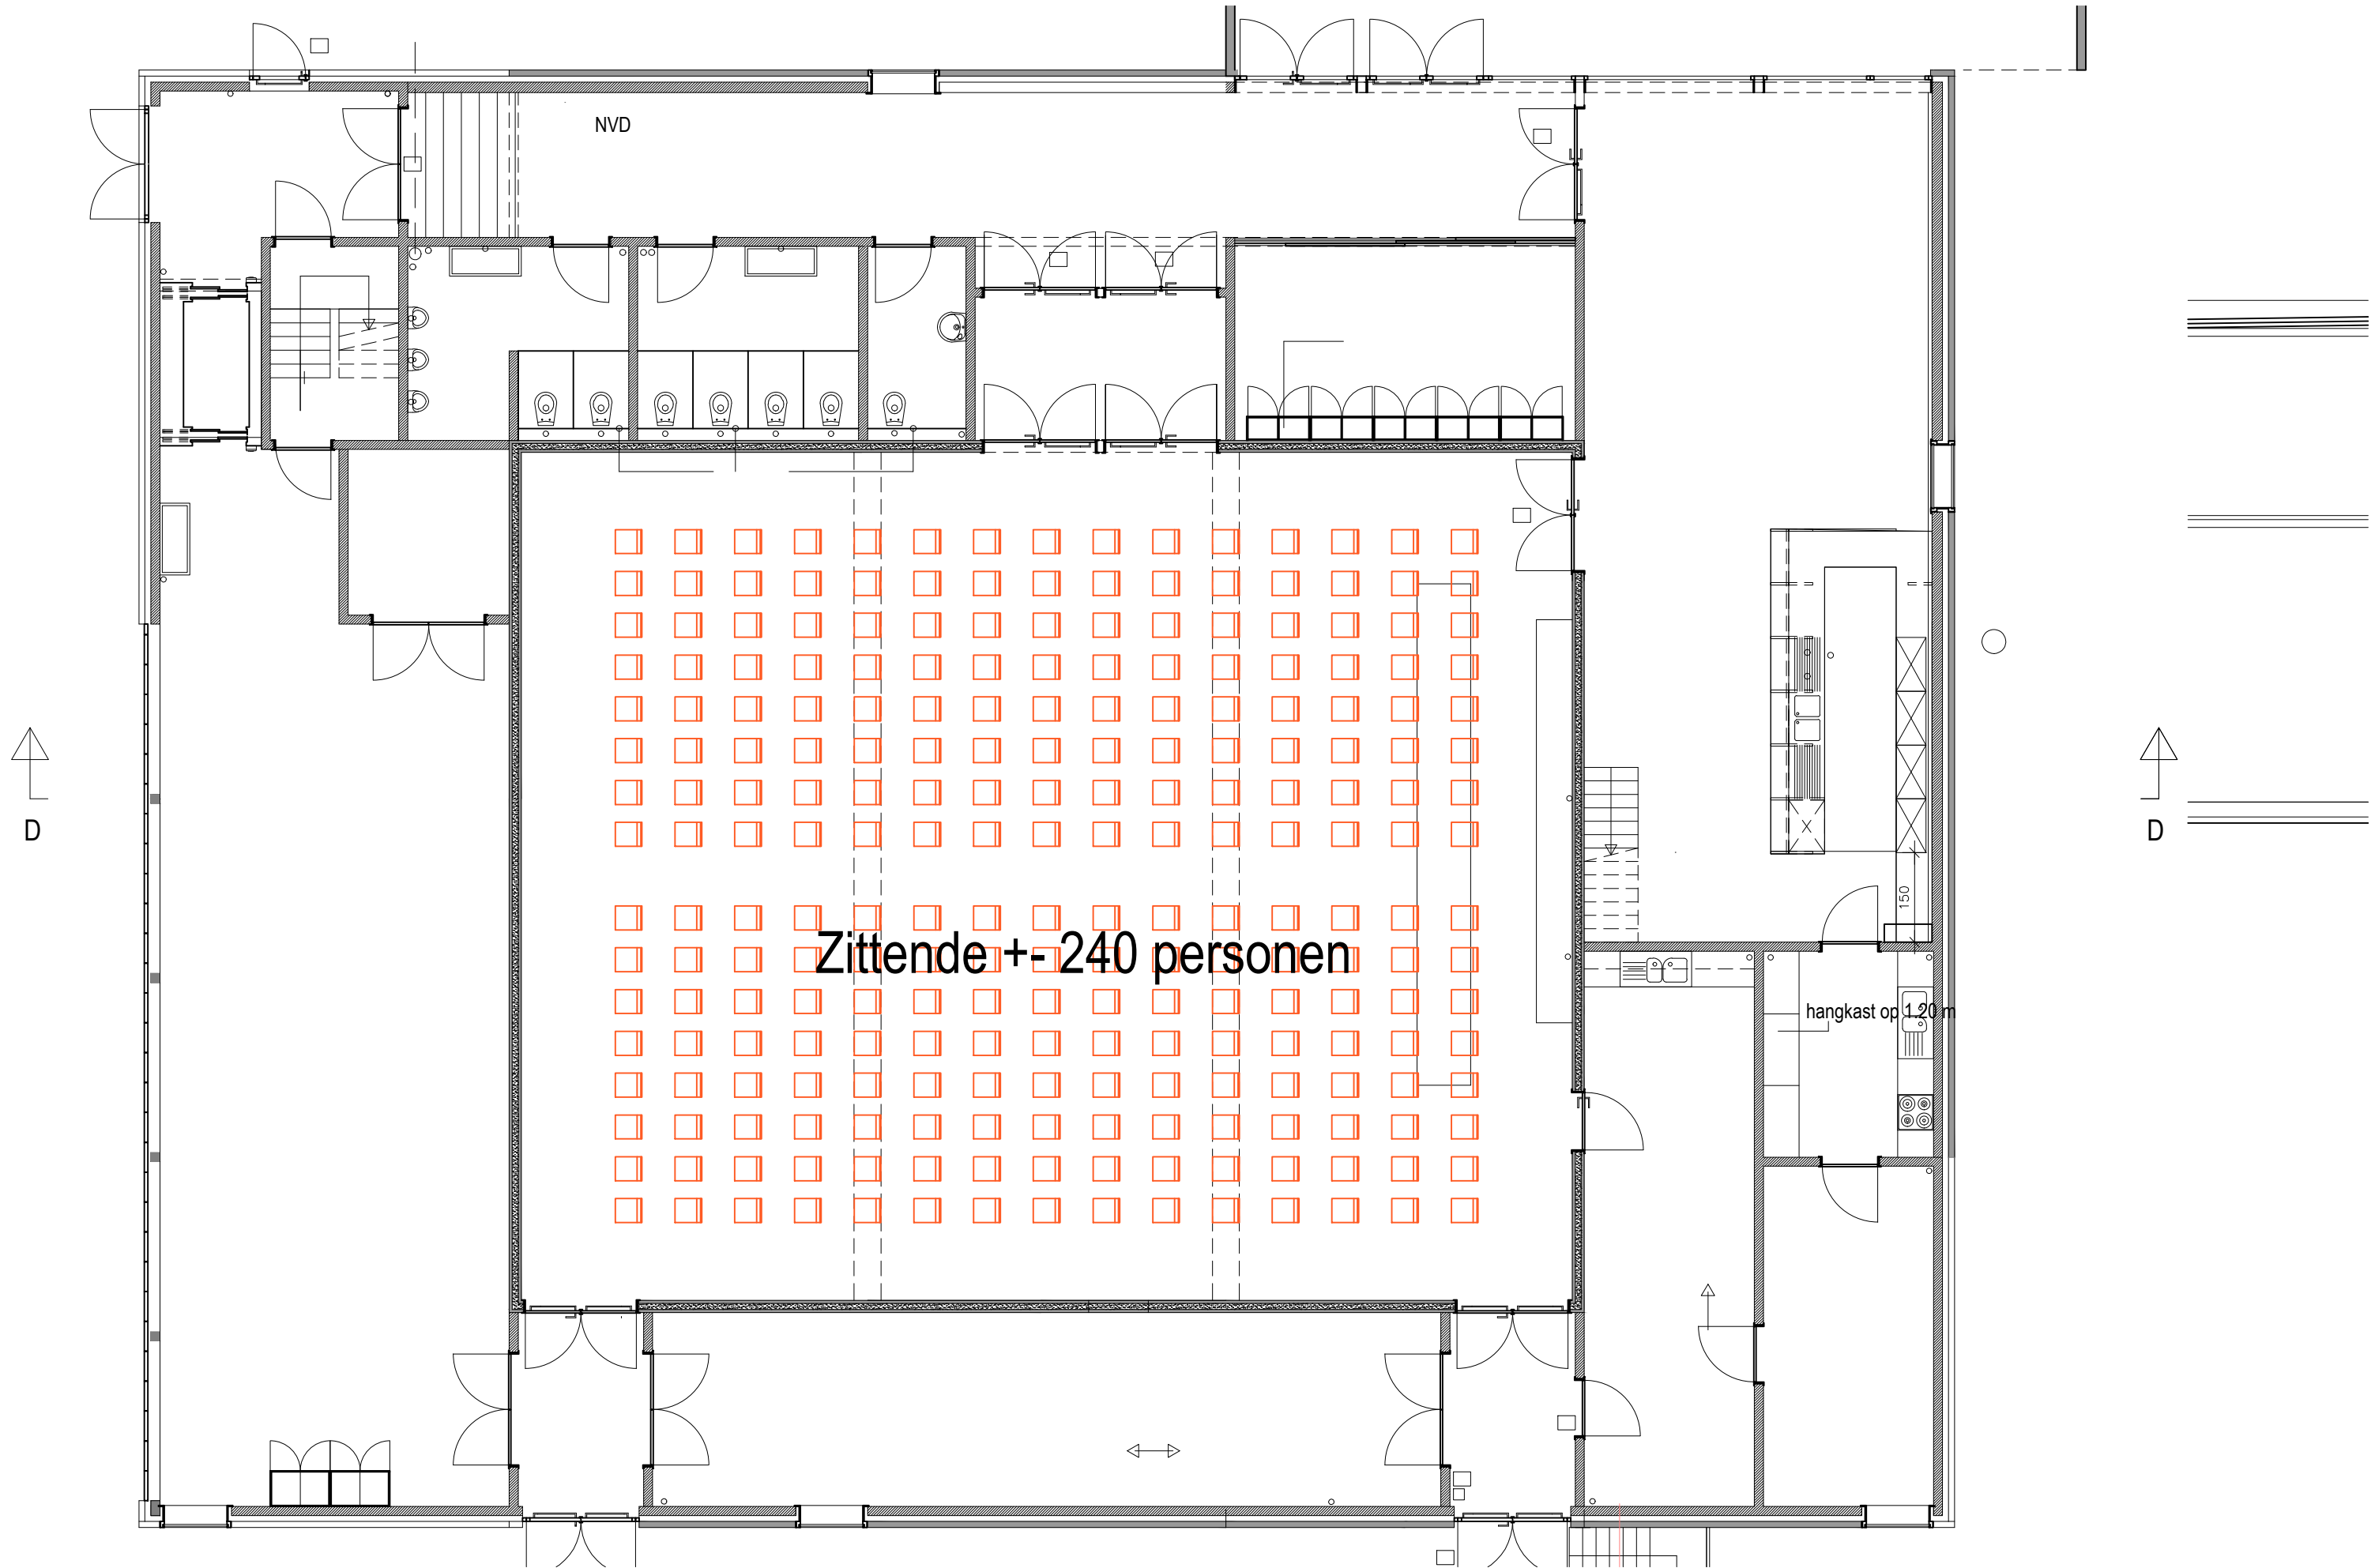 NVD
D
D
150
Zittende +- 240 personen
hangkast op 1.20 m